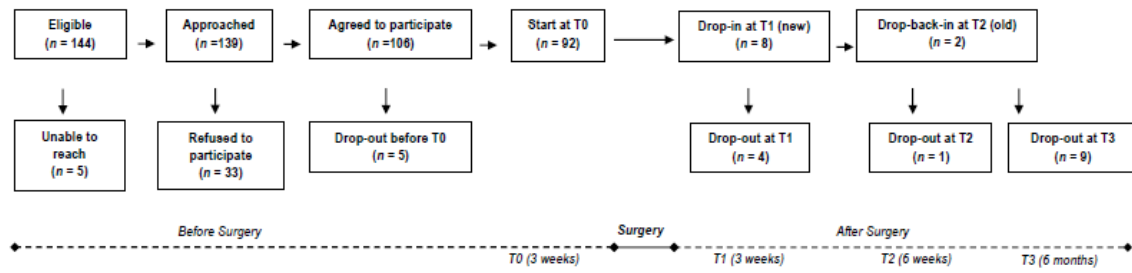 Eligible
(n = 144)
Approached
(n =139)
Agreed to participate
(n =106)
Start at T0
(n = 92)
Drop-in at T1 (new)
(n = 8)
Drop-back-in at T2 (old)
(n = 2)
Unable to
reach
(n = 5)
Refused to
participate
(n = 33)
Drop-out before T0
(n = 5)
Drop-out at T1
(n = 4)
Drop-out at T2
(n = 1)
Drop-out at T3
(n = 9)
Before Surgery
Surgery
After Surgery
T0 (3 weeks)
T1 (3 weeks)
T2 (6 weeks)
T3 (6 months)